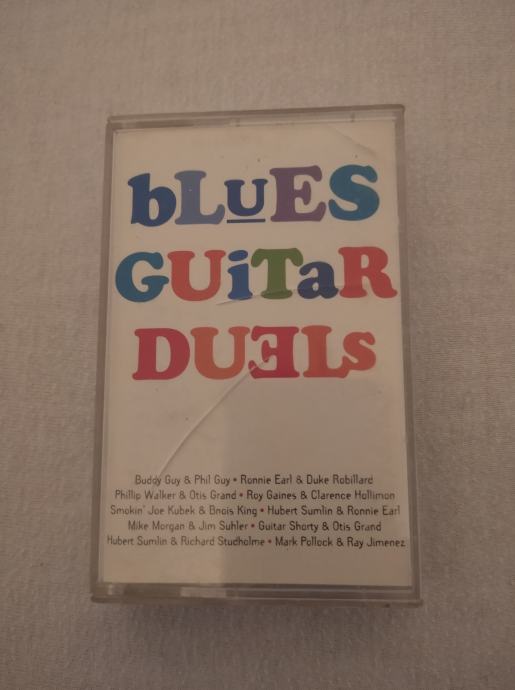 bLUES
GUiTaR
DUELs
Buddy Guy & Phil Guy • Ronnie Earl & Duke Robillard
Phillip Walker & Otis Grand • Roy Gaines & Clarence Hollimon
Smokin' Joe Kubek & Bnois King • Hubert Sumlin & Ronnie Earl
Mike Morgan & Jim Suhler • Guitar Shorty & Otis Grand
Hubert Sumlin & Richard Studholme • Mark Pollock & Ray Jimenez